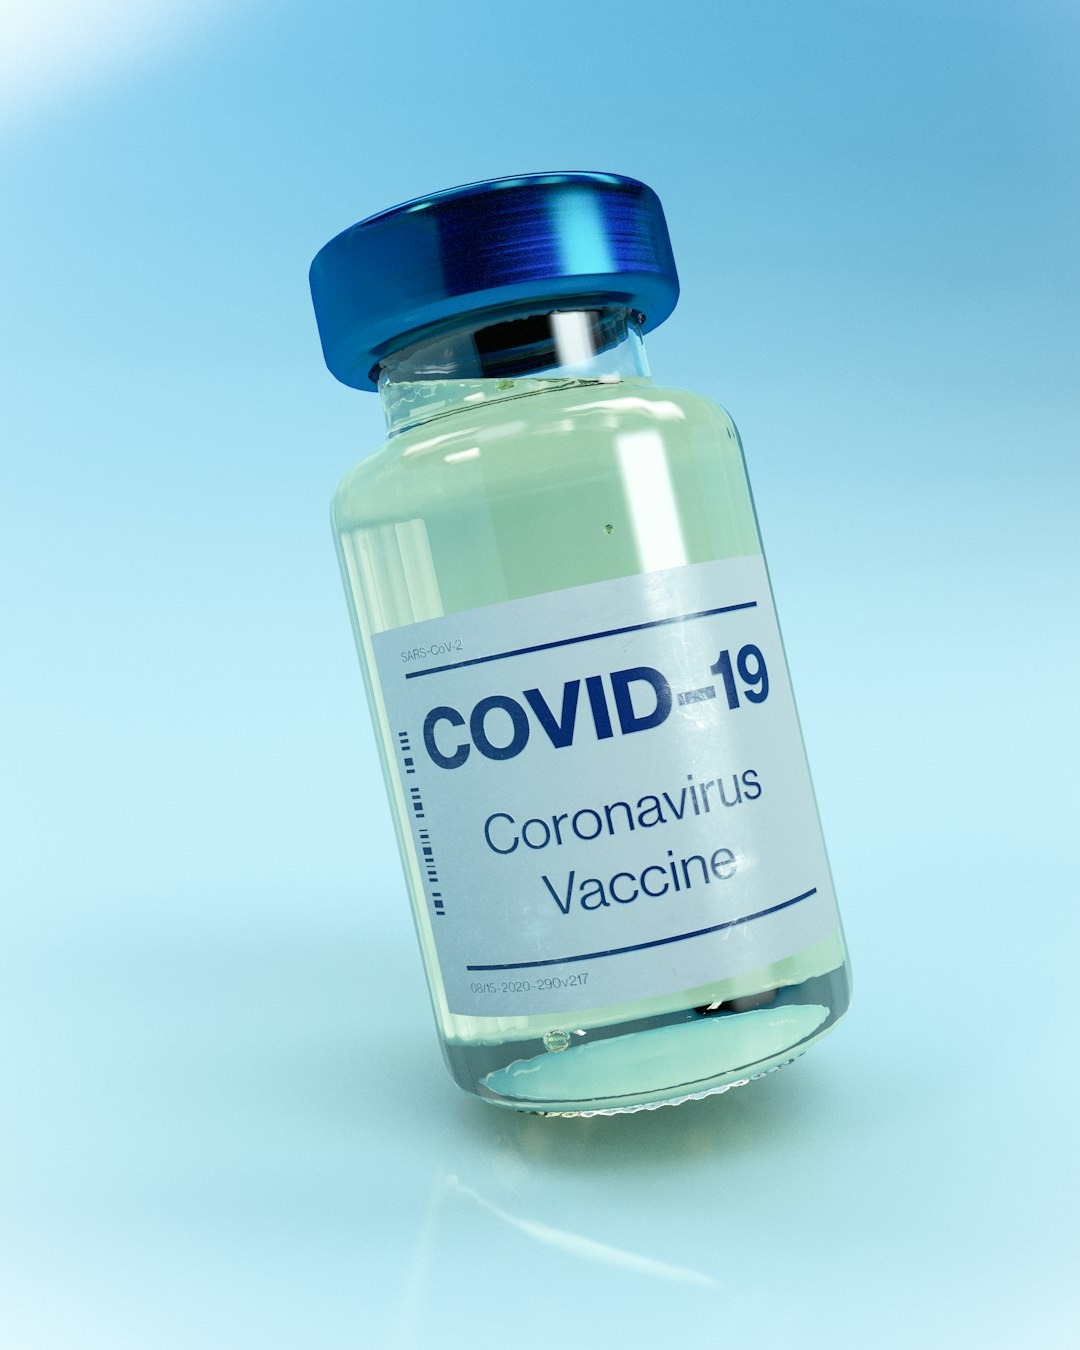 SARS-CoV-2
COVID-19
Coronavirus
Vaccine
08/15-2020-290v217